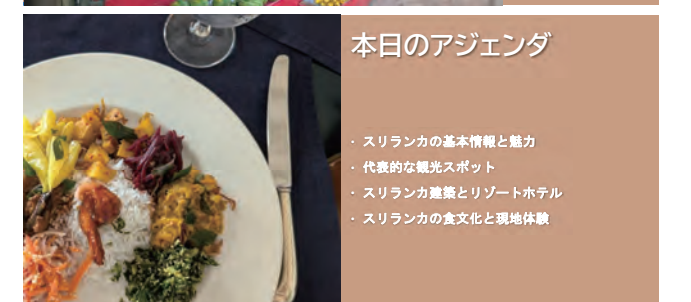 本日のアジェンダ
・スリランカの基本情報と魅力
・代表的な観光スポット
・スリランカ建築とリゾートホテル
・スリランカの食文化と現地体験